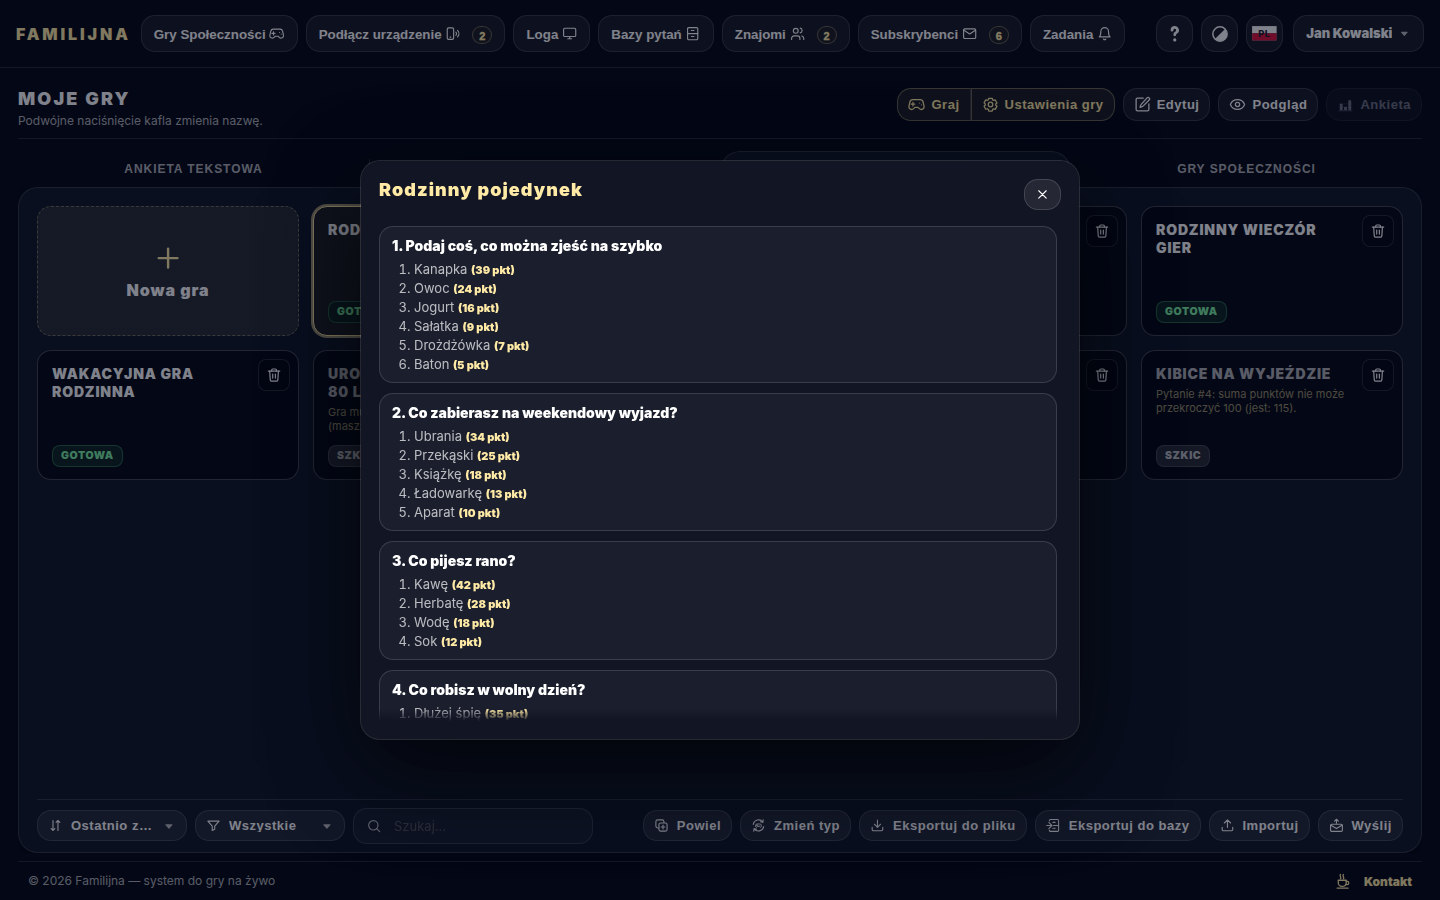 FAMILIJNA
Gry Społeczności
Podłącz urządzenie 2
Loga
Bazy pytań
Znajomi 2
Subskrybenci 6
Zadania
?
PL
Jan Kowalski
MOJE GRY
Podwójne naciśnięcie kafla zmienia nazwę.
Graj
Ustawienia gry
Edytuj
Podgląd
Ankieta
ANKIETA TEKSTOWA
GRY SPOŁECZNOŚCI
Nowa gra
RODZINNY WIECZÓR
GIER
GOTOWA
WAKACYJNA GRA
RODZINNA
GOTOWA
80 L
Gra
KIBICE NA WYJEŹDZIE
Pytanie #4: suma punktów nie może
przekroczyć 100 (jest: 115).
SZKIC
Rodzinny pojedynek
1. Podaj coś, co można zjeść na szybko
1. Kanapka (39 pkt)
2. Owoc (24 pkt)
3. Jogurt (16 pkt)
4. Sałatka (9 pkt)
5. Drożdżówka (7 pkt)
6. Baton (5 pkt)
2. Co zabierasz na weekendowy wyjazd?
1. Ubrania (34 pkt)
2. Przekąski (25 pkt)
3. Książkę (18 pkt)
4. Ładowarkę (13 pkt)
5. Aparat (10 pkt)
3. Co pijesz rano?
1. Kawę (42 pkt)
2. Herbatę (28 pkt)
3. Wodę (18 pkt)
4. Sok (12 pkt)
4. Co robisz w wolny dzień?
1. Dłużej śpię (35 pkt)
Ostatnio z...
Wszystkie
Szukaj...
Powiel
Zmień typ
Eksportuj do pliku
Eksportuj do bazy
Importuj
Wyślij
© 2026 Familijna — system do gry na żywo
Kontakt